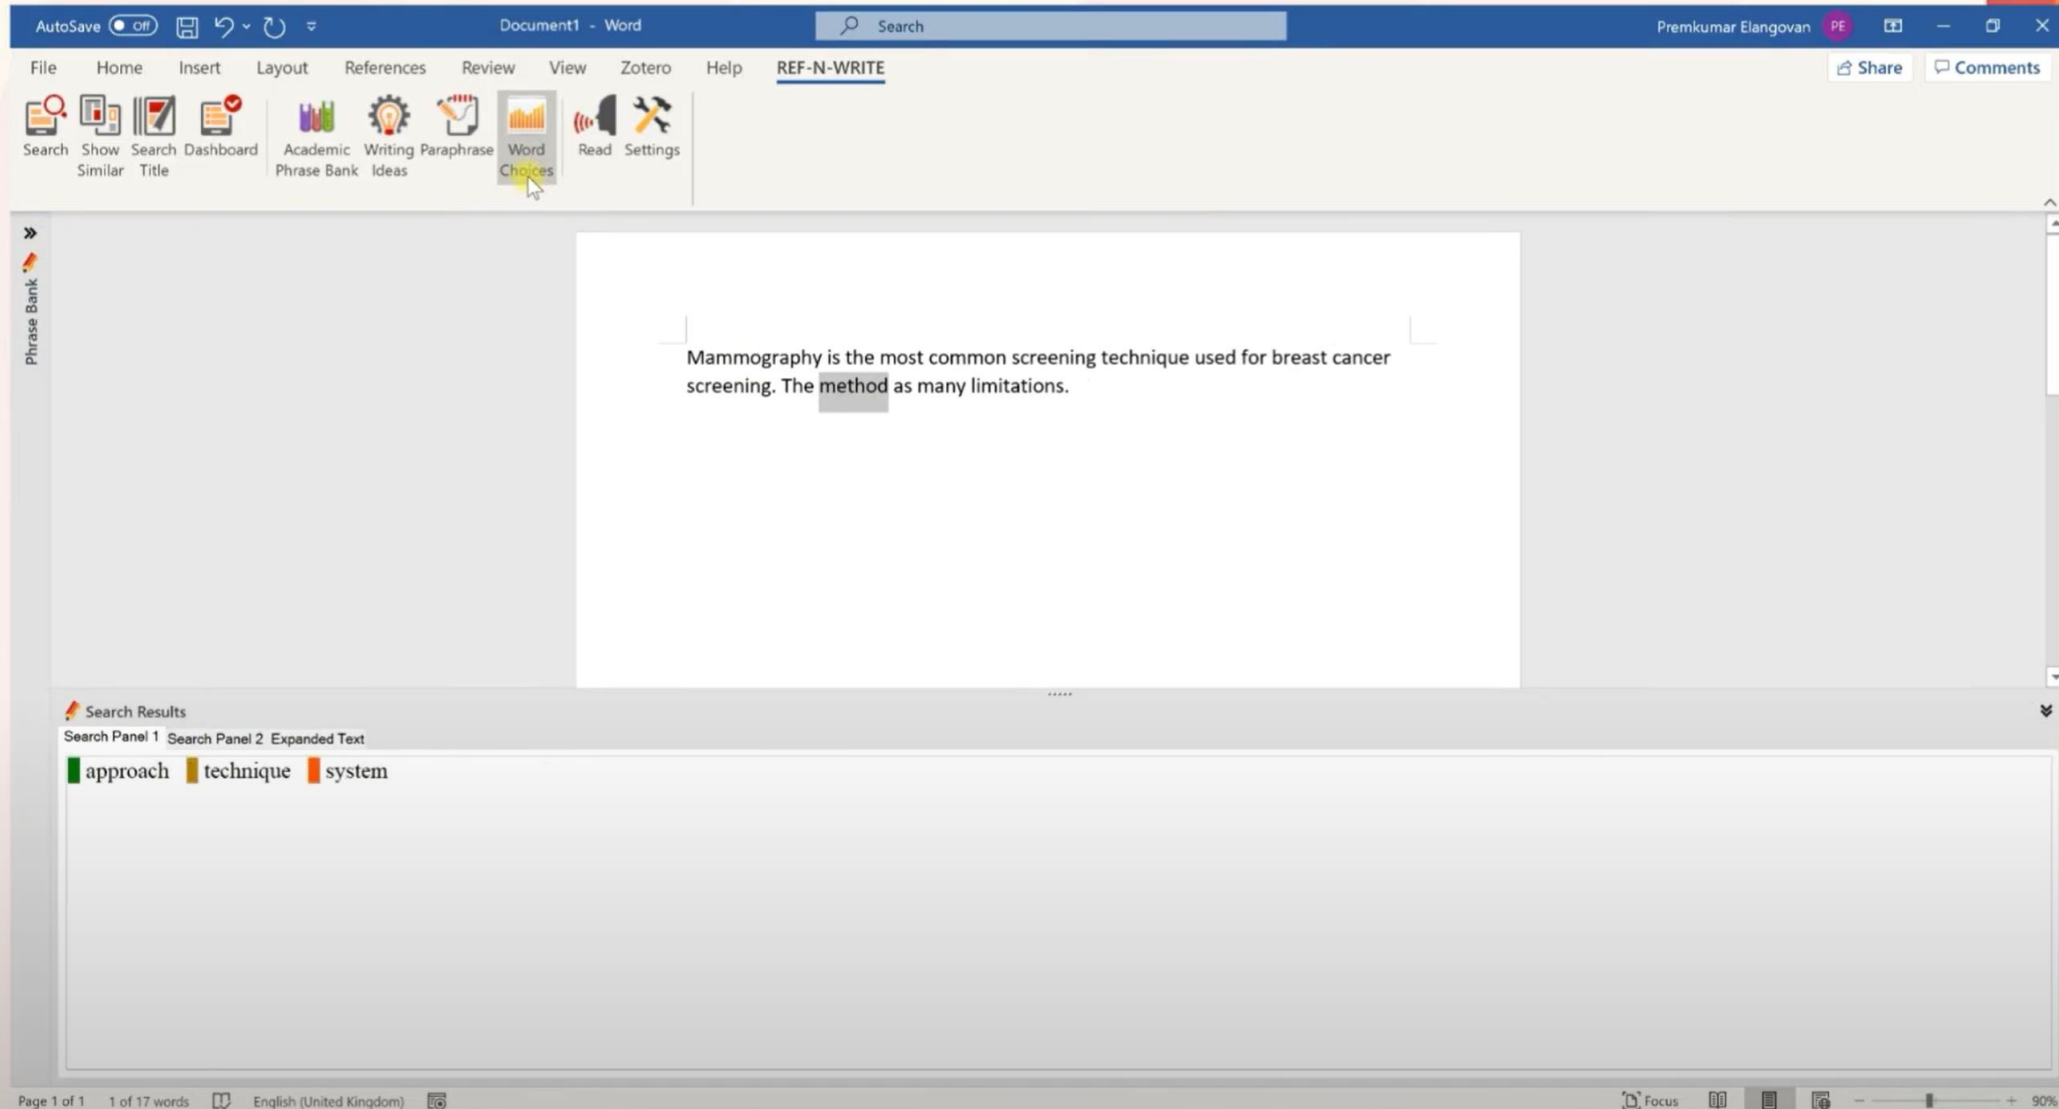 AutoSave Off Document1 - Word Search Premkumar Elangovan PE
File Home Insert Layout References Review View Zotero Help REF-N-WRITE Share Comments
Search Show Similar Search Title Dashboard Academic Phrase Bank Writing Ideas Paraphrase Word Choices Read Settings
Phrase Bank
Mammography is the most common screening technique used for breast cancer
screening. The method as many limitations.
Search Results
Search Panel 1 Search Panel 2 Expanded Text
approach technique system
Page 1 of 1 1 of 17 words English (United Kingdom) Focus 90%